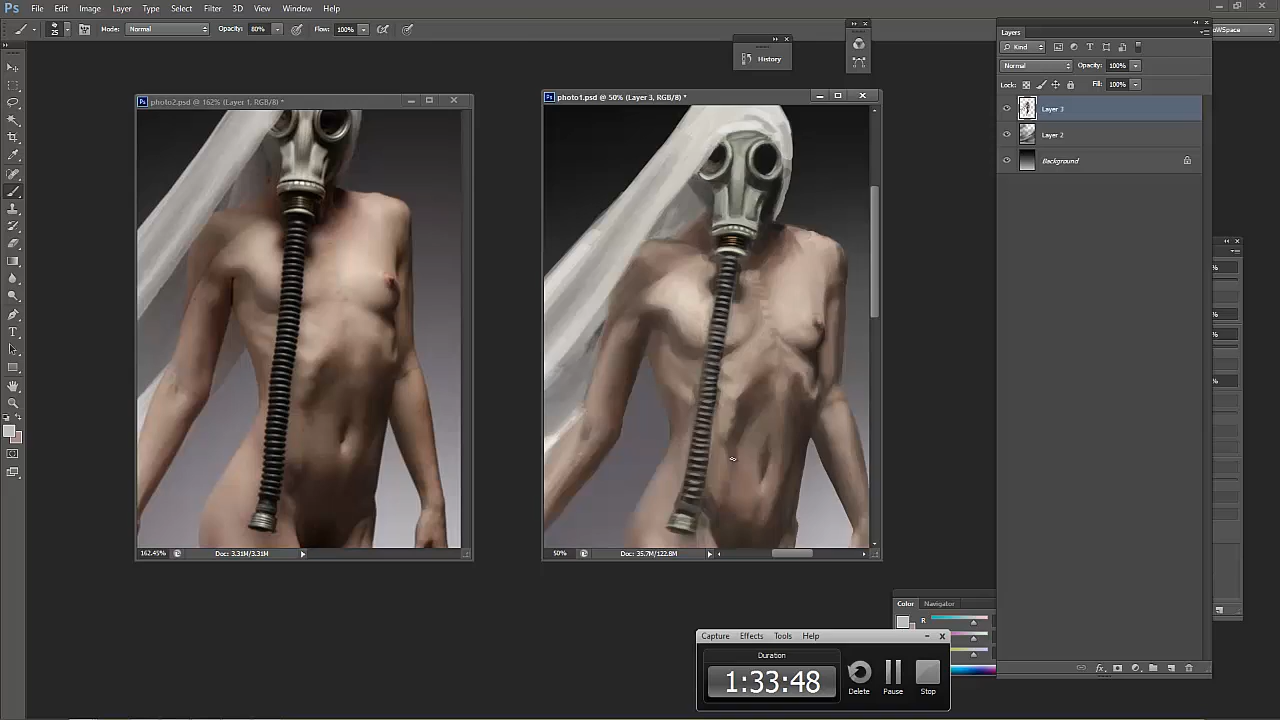 Ps File Edit Image Layer Type Select Filter 3D View Window Help
25 Mode: Normal Opacity: 80% Flow: 100%
History
Layers
Kind
Normal Opacity: 100%
Lock: Fill: 100%
Layer 3
Layer 2
Background
photo2.psd @ 162% (Layer 1, RGB/8) *
162.45% Doc: 3.31M/3.31M
photo1.psd @ 50% (Layer 3, RGB/8) *
50% Doc: 35.7M/122.8M
Color Navigator
R
Capture Effects Tools Help
Duration
1:33:48
Delete Pause Stop
fx